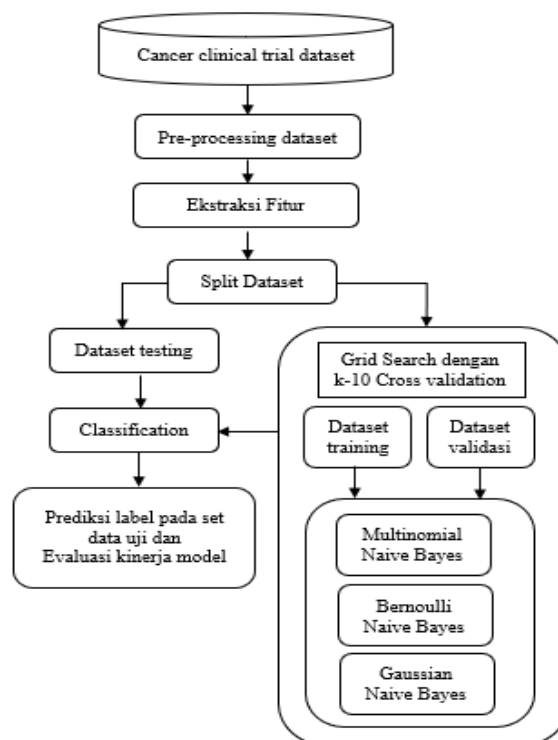 Cancer clinical trial dataset
Pre-processing dataset
Ekstraksi Fitur
Split Dataset
Dataset testing
Classification
Prediksi label pada set
data uji dan
Evaluasi kinerja model
Grid Search dengan
k-10 Cross validation
Dataset
training
Dataset
validasi
Multinomial
Naive Bayes
Bernoulli
Naive Bayes
Gaussian
Naive Bayes